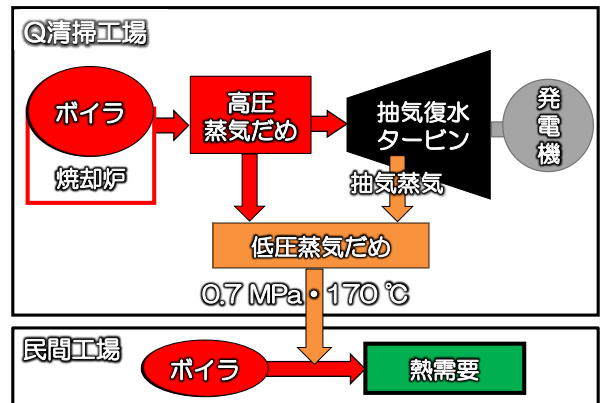 Q清掃工場
ボイラ
焼却炉
高圧
蒸気だめ
抽気復水
タービン
発
電
機
抽気蒸気
低圧蒸気だめ
0.7 MPa・170 ℃
民間工場
ボイラ
熱需要